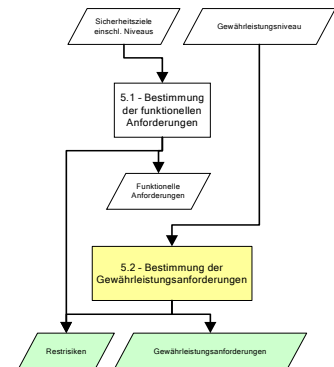 Sicherheitsziele
einschl. Niveaus
Gewährleistungsniveau
5.1 - Bestimmung
der funktionellen
Anforderungen
Funktionelle
Anforderungen
5.2 - Bestimmung der
Gewährleistungsanforderungen
Restrisiken
Gewährleistungsanforderungen